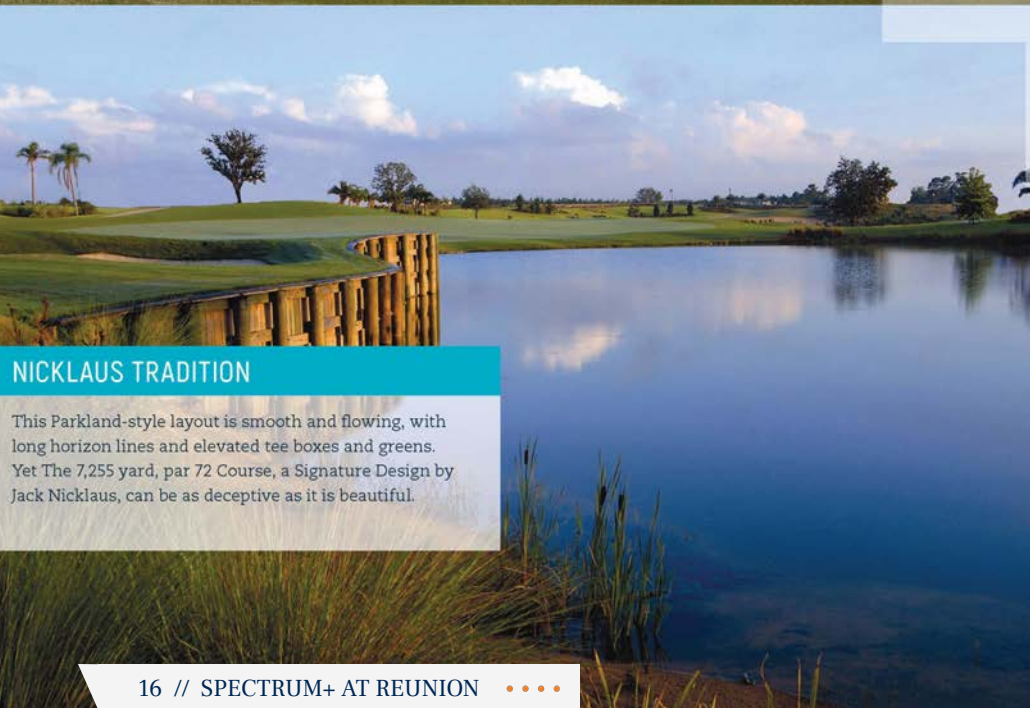 NICKLAUS TRADITION
This Parkland-style layout is smooth and flowing, with
long horizon lines and elevated tee boxes and greens.
Yet The 7,255 yard, par 72 Course, a Signature Design by
Jack Nicklaus, can be as deceptive as it is beautiful.
16 // SPECTRUM+ AT REUNION